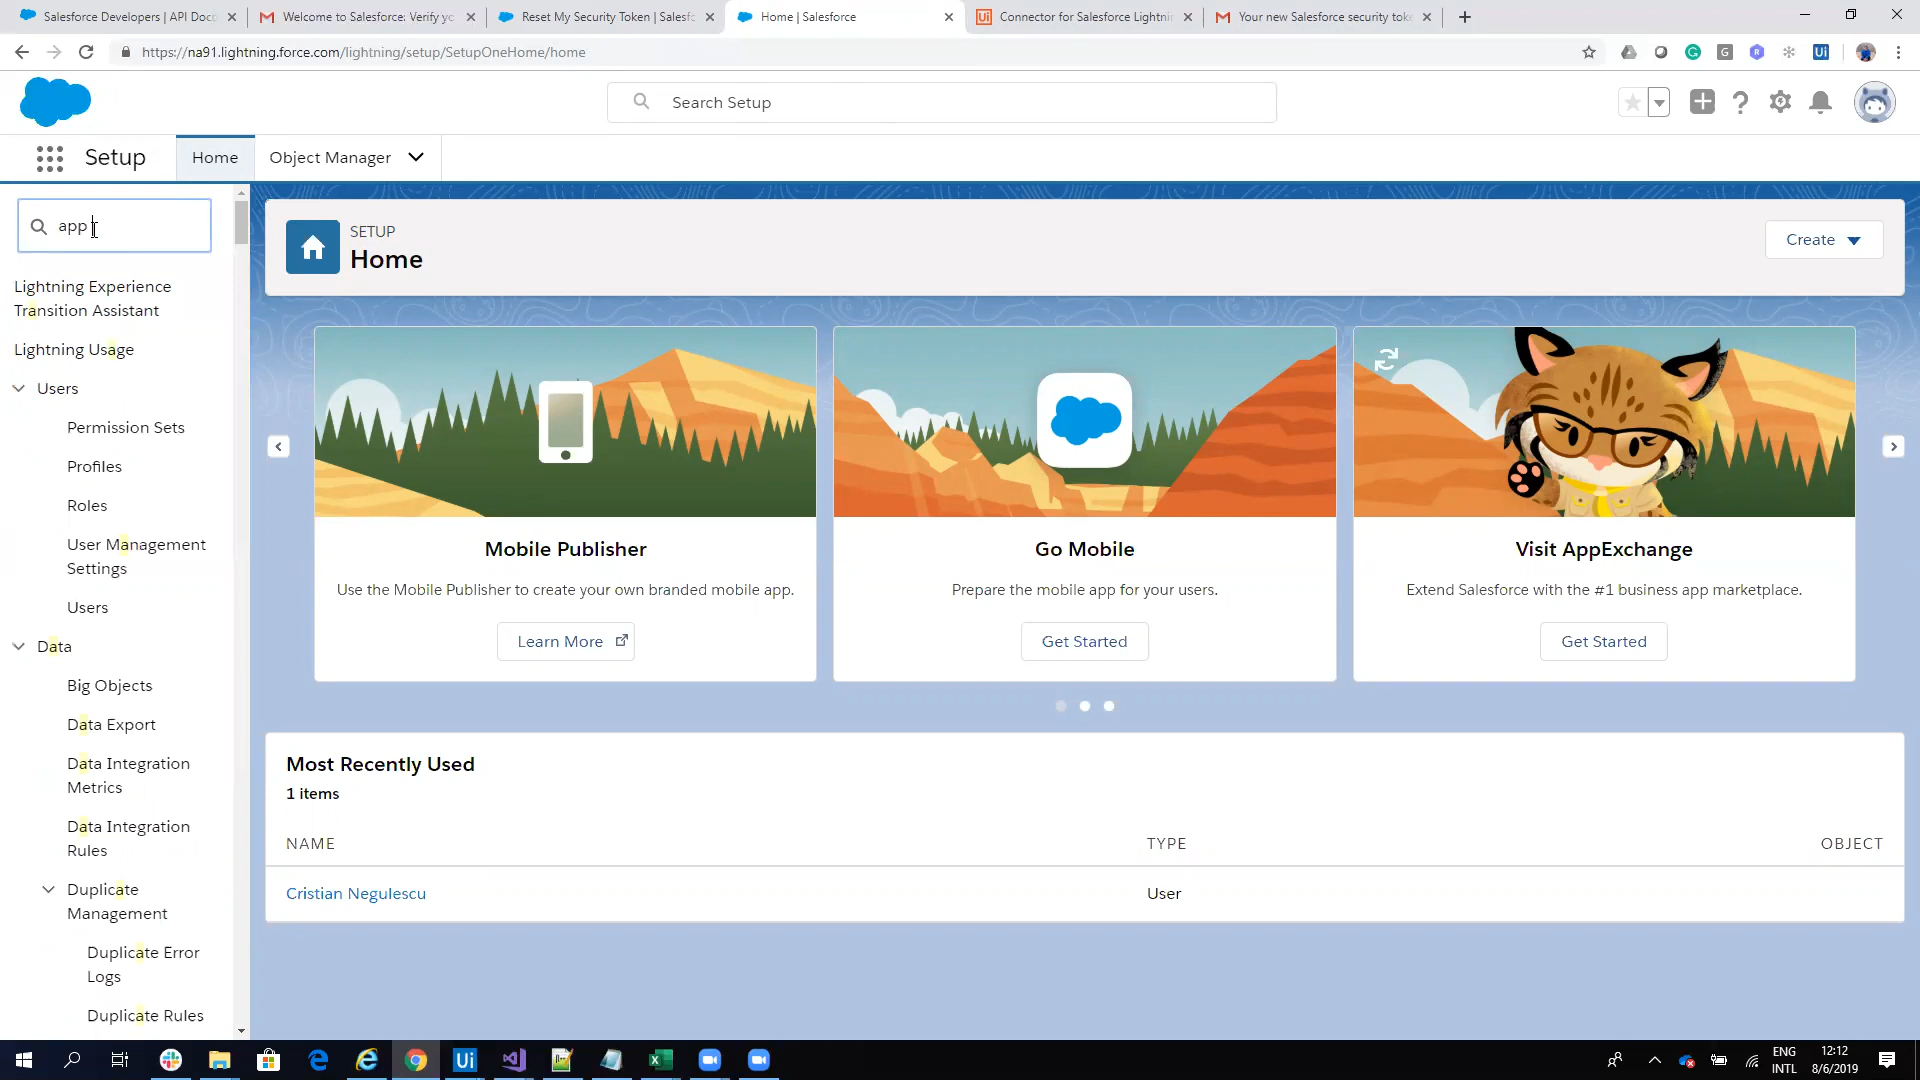 Salesforce Developers | API Docu
Welcome to Salesforce: Verify yo
Reset My Security Token | Salesfo
Home | Salesforce
Connector for Salesforce Lightnin
Your new Salesforce security toke
https://na91.lightning.force.com/lightning/setup/SetupOneHome/home
Search Setup
Setup
Home
Object Manager
app
SETUP
Home
Create
Lightning Experience
Transition Assistant
Lightning Usage
Users
Permission Sets
Profiles
Roles
User Management
Settings
Users
Data
Big Objects
Data Export
Data Integration
Metrics
Data Integration
Rules
Duplicate
Management
Duplicate Error
Logs
Duplicate Rules
Mobile Publisher
Use the Mobile Publisher to create your own branded mobile app.
Learn More
Go Mobile
Prepare the mobile app for your users.
Get Started
Visit AppExchange
Extend Salesforce with the #1 business app marketplace.
Get Started
Most Recently Used
1 items
NAME
TYPE
OBJECT
Cristian Negulescu
User
Ui
ENG
INTL
12:12
8/6/2019